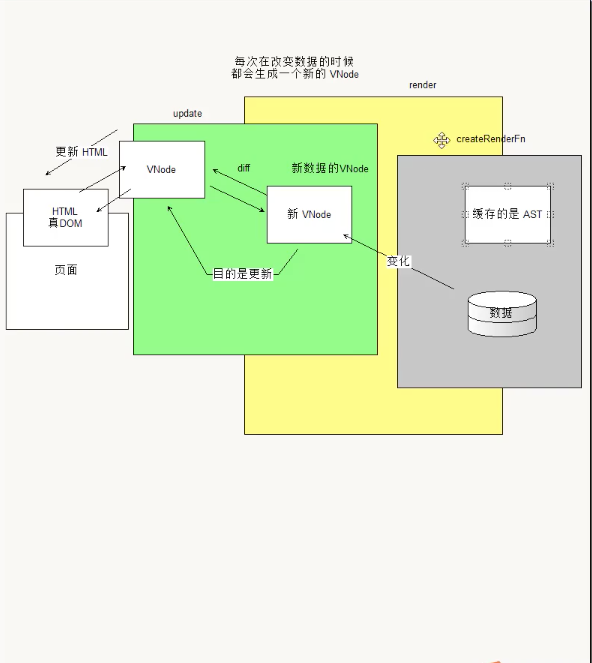 每次在改变数据的时候
都会生成一个新的 VNode
render
update
createRenderFn
更新 HTML
VNode
diff
新数据的VNode
HTML
真DOM
新 VNode
缓存的是 AST
页面
目的是更新
变化
数据